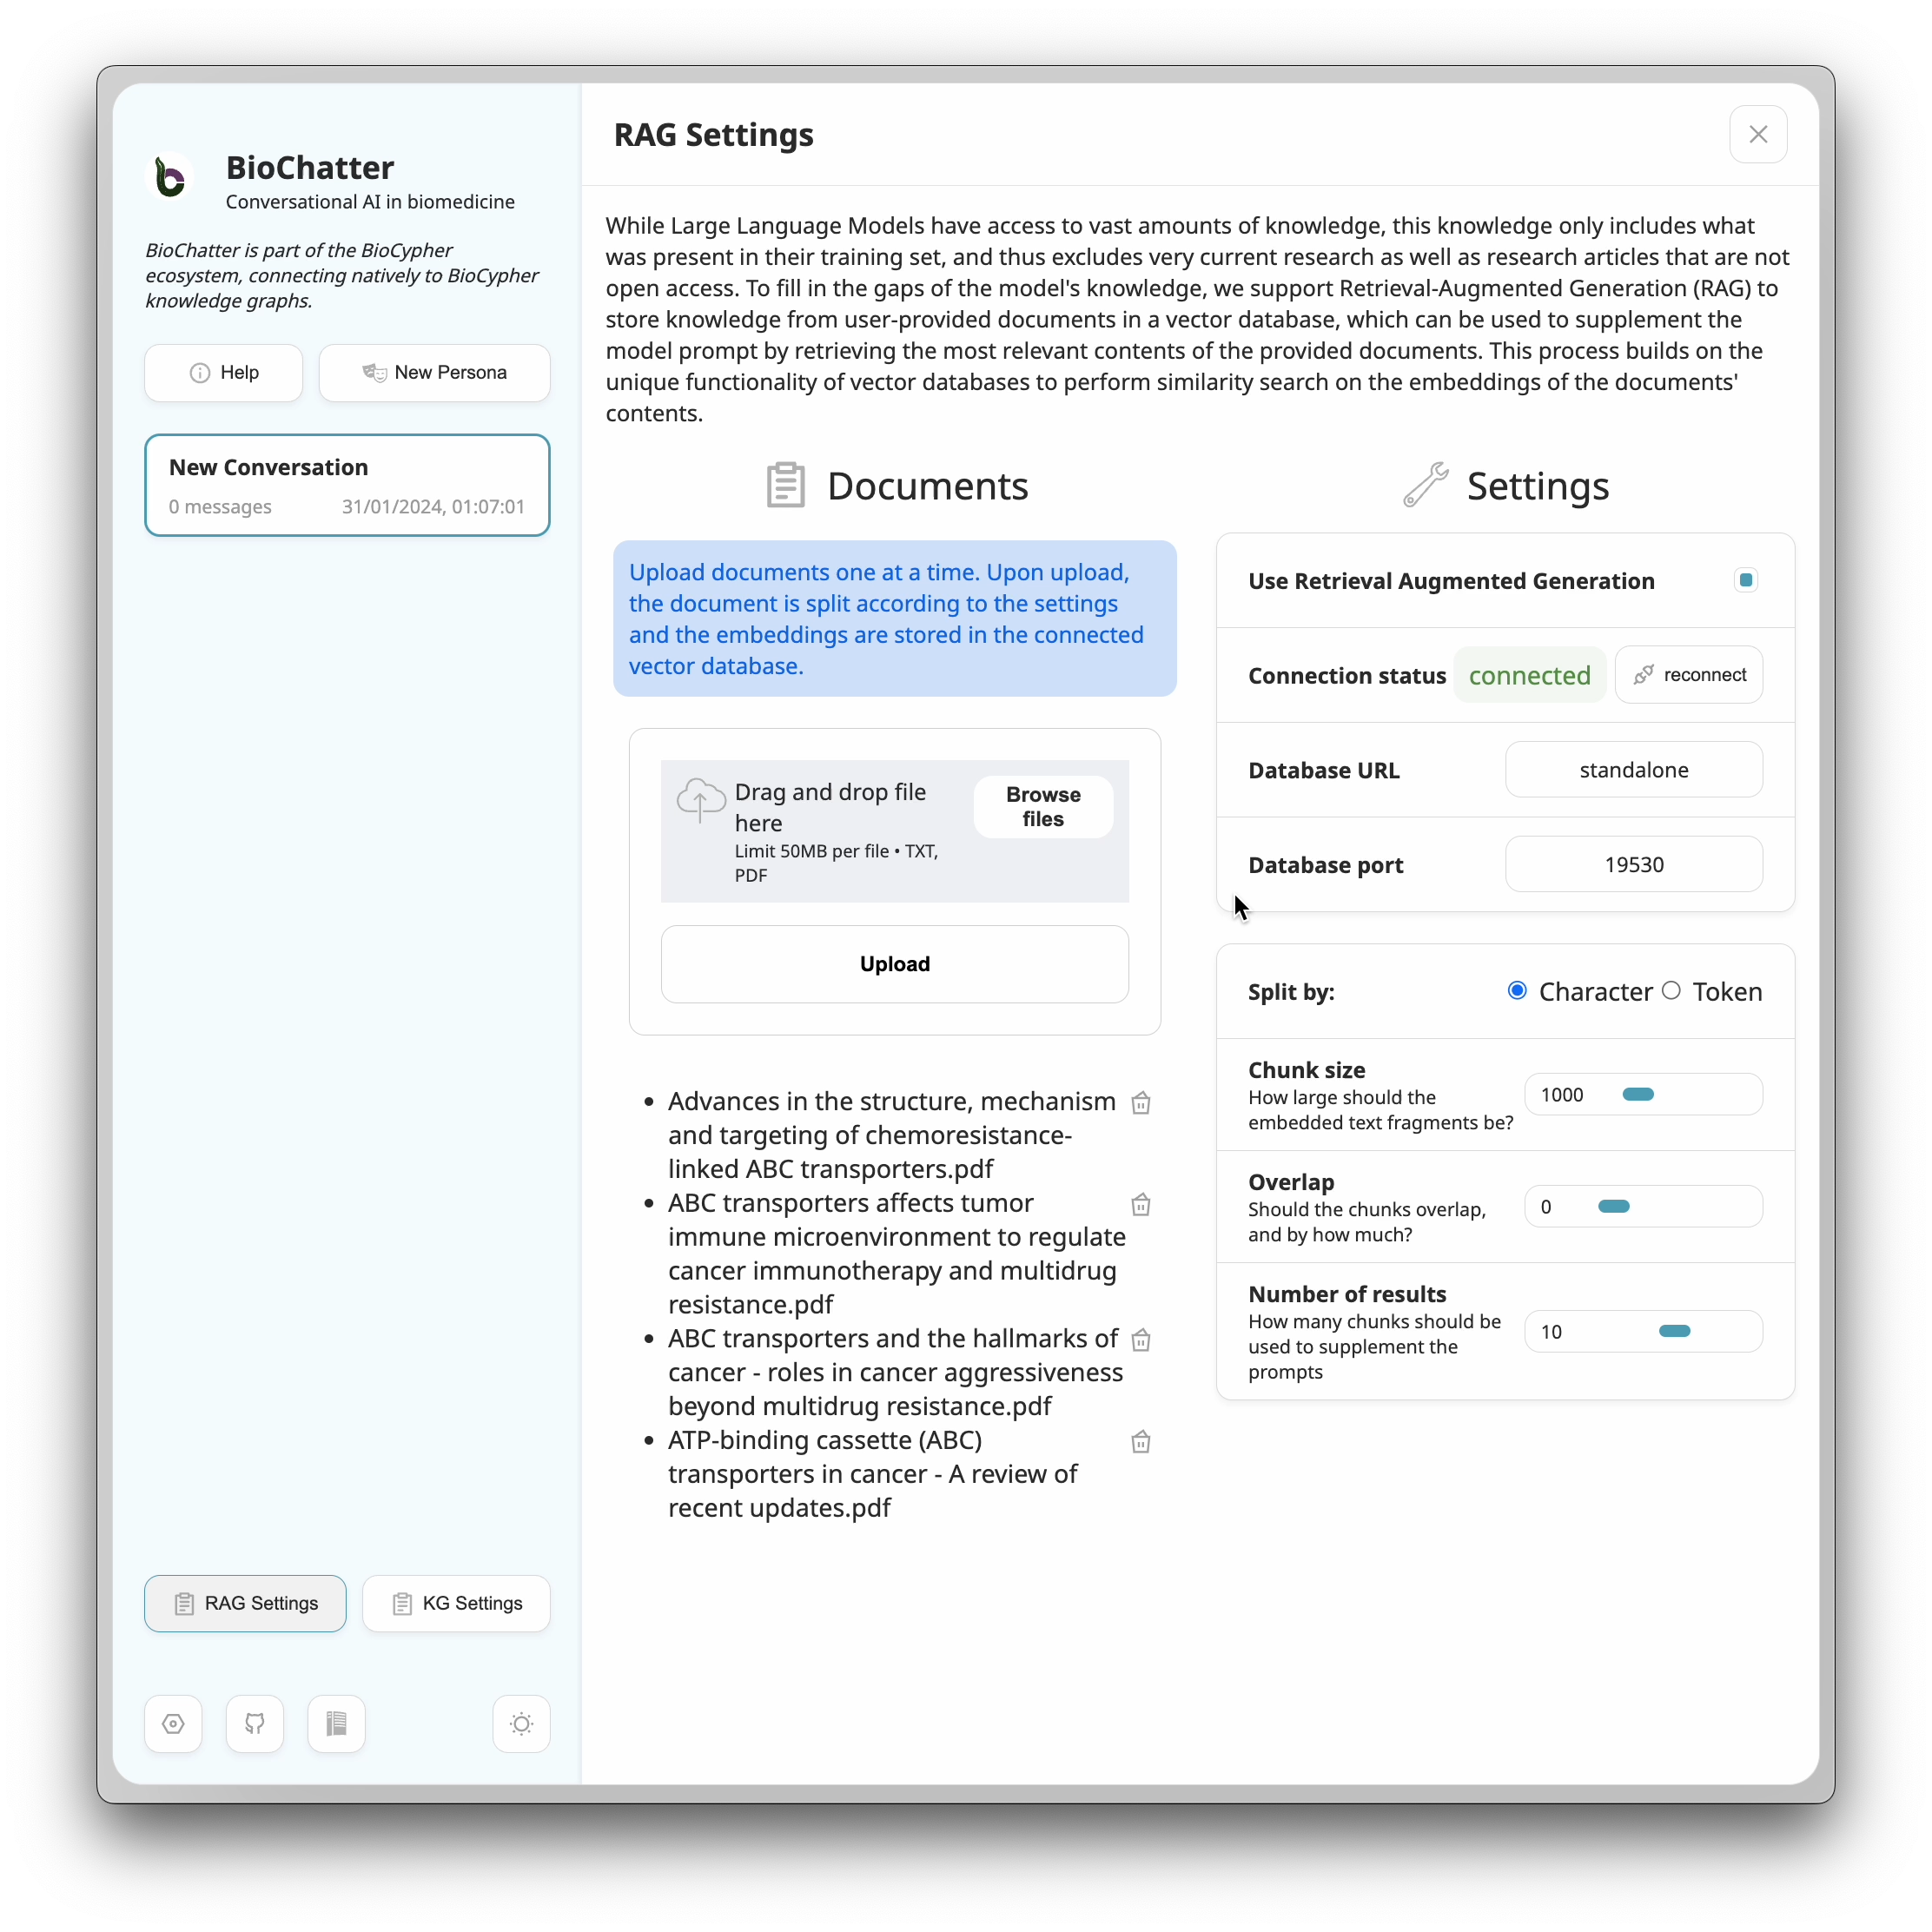 BioChatter
Conversational AI in biomedicine
BioChatter is part of the BioCypher
ecosystem, connecting natively to BioCypher
knowledge graphs.
Help
New Persona
New Conversation
0 messages
31/01/2024, 01:07:01
RAG Settings
KG Settings
RAG Settings
While Large Language Models have access to vast amounts of knowledge, this knowledge only includes what
was present in their training set, and thus excludes very current research as well as research articles that are not
open access. To fill in the gaps of the model's knowledge, we support Retrieval-Augmented Generation (RAG) to
store knowledge from user-provided documents in a vector database, which can be used to supplement the
model prompt by retrieving the most relevant contents of the provided documents. This process builds on the
unique functionality of vector databases to perform similarity search on the embeddings of the documents'
contents.
Documents
Upload documents one at a time. Upon upload,
the document is split according to the settings
and the embeddings are stored in the connected
vector database.
Drag and drop file
here
Limit 50MB per file • TXT,
PDF
Browse
files
Upload
• Advances in the structure, mechanism
and targeting of chemoresistance-
linked ABC transporters.pdf
• ABC transporters affects tumor
immune microenvironment to regulate
cancer immunotherapy and multidrug
resistance.pdf
• ABC transporters and the hallmarks of
cancer - roles in cancer aggressiveness
beyond multidrug resistance.pdf
• ATP-binding cassette (ABC)
transporters in cancer - A review of
recent updates.pdf
Settings
Use Retrieval Augmented Generation
Connection status connected reconnect
Database URL standalone
Database port 19530
Split by: Character Token
Chunk size
How large should the
embedded text fragments be?
1000
Overlap
Should the chunks overlap,
and by how much?
0
Number of results
How many chunks should be
used to supplement the
prompts
10